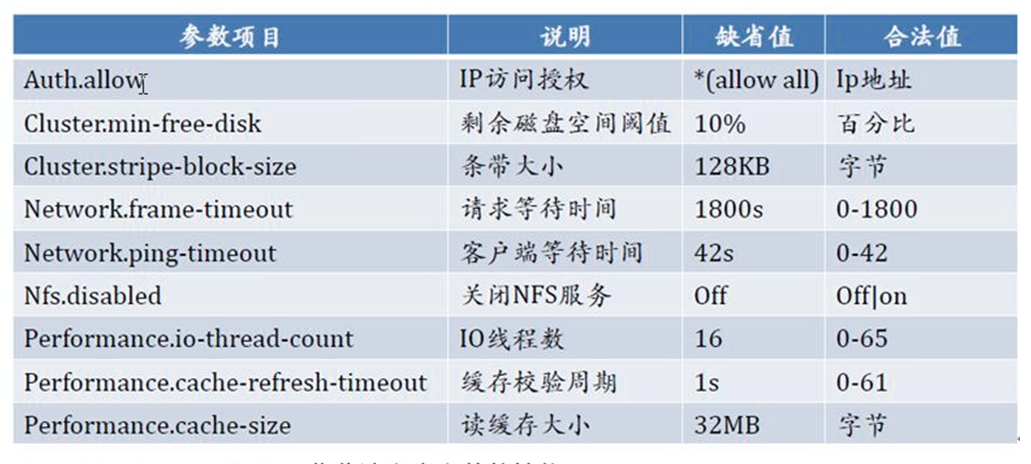 参数项目 说明 缺省值 合法值
Auth.allow IP访问授权 *(allow all) Ip地址
Cluster.min-free-disk 剩余磁盘空间阈值 10% 百分比
Cluster.stripe-block-size 条带大小 128KB 字节
Network.frame-timeout 请求等待时间 1800s 0-1800
Network.ping-timeout 客户端等待时间 42s 0-42
Nfs.disabled 关闭NFS服务 Off Off|on
Performance.io-thread-count IO线程数 16 0-65
Performance.cache-refresh-timeout 缓存校验周期 1s 0-61
Performance.cache-size 读缓存大小 32MB 字节